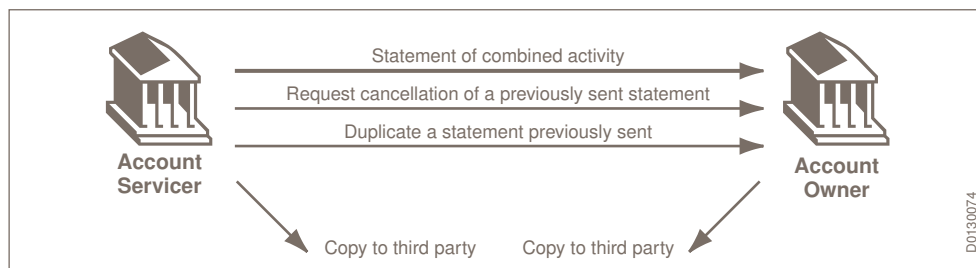 Statement of combined activity
Request cancellation of a previously sent statement
Duplicate a statement previously sent
Account
Servicer
Account
Owner
Copy to third party
Copy to third party
D0130074